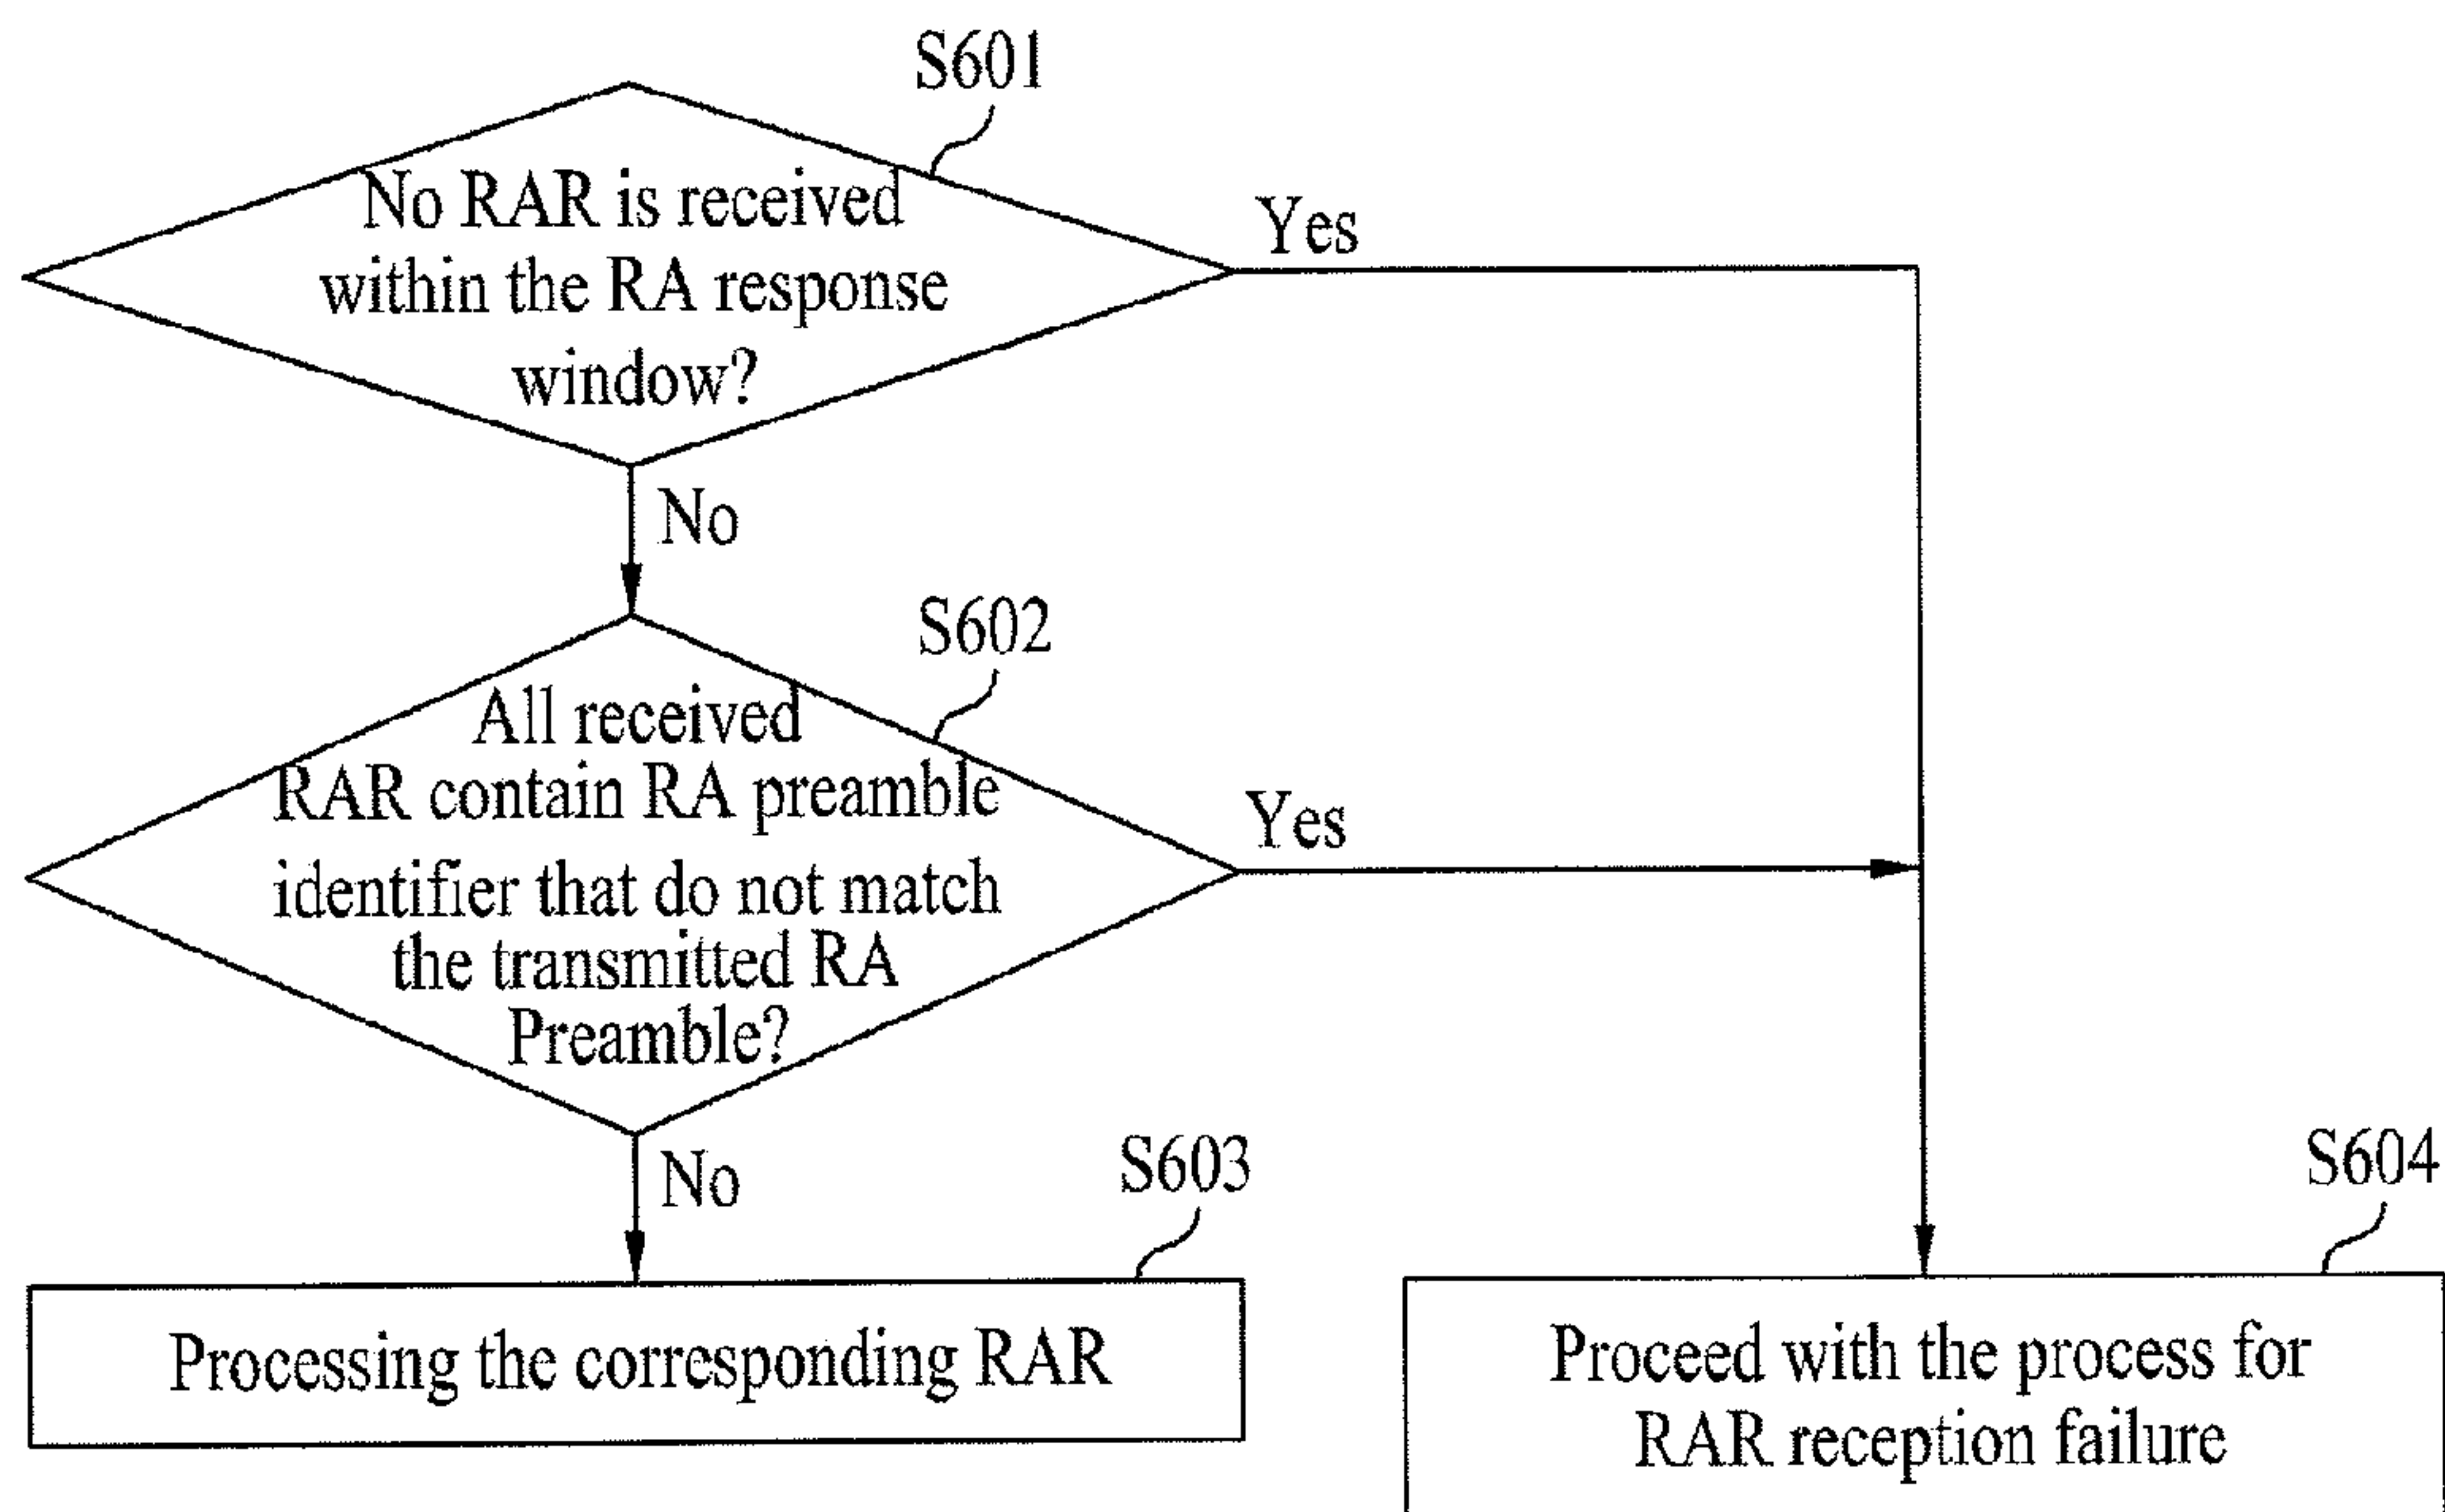 S601
No RAR is received
within the RA response
window?
Yes
No
S602
All received
RAR contain RA preamble
identifier that do not match
the transmitted RA
Preamble?
Yes
No
S603
Processing the corresponding RAR
S604
Proceed with the process for
RAR reception failure